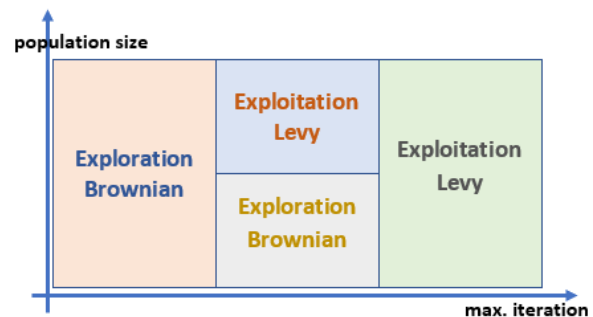 population size
Exploration
Brownian
Exploitation
Levy
Exploration
Brownian
Exploitation
Levy
max. iteration